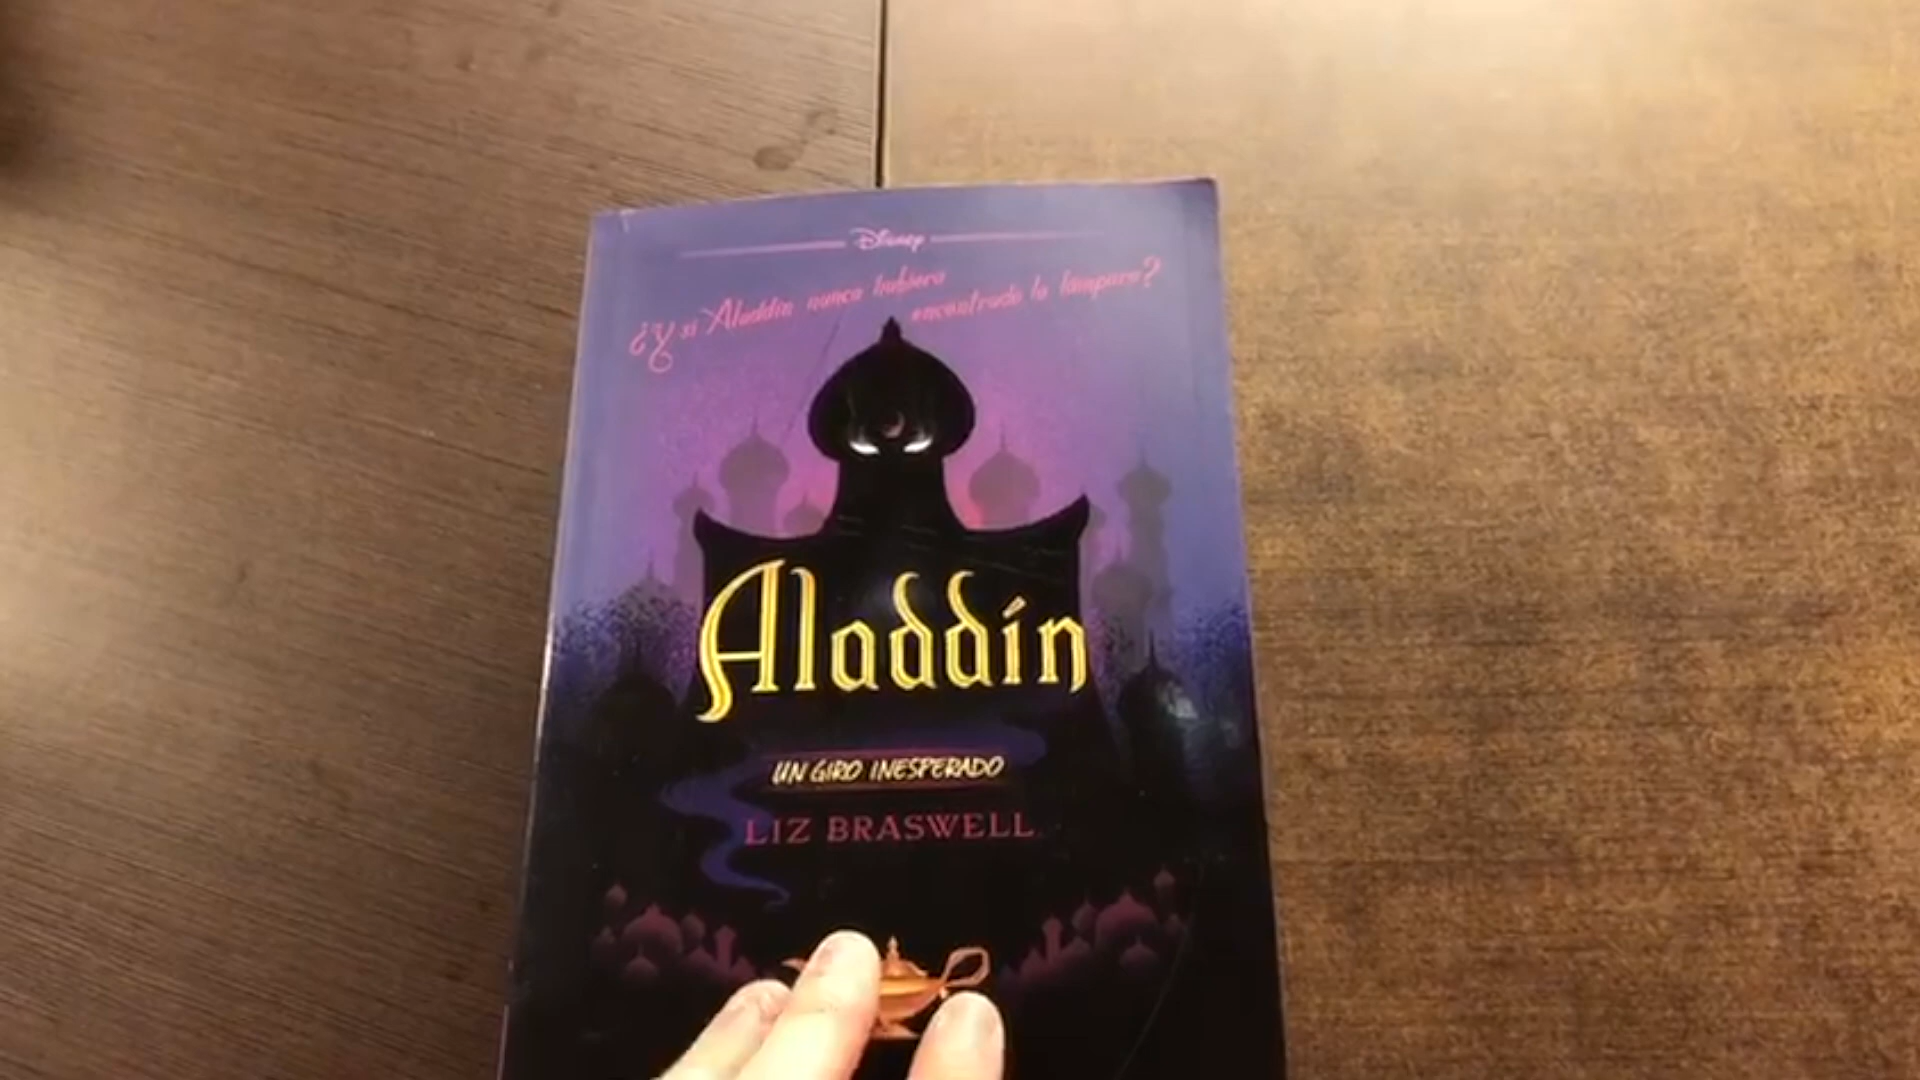 Disney
¿Y si Aladdín nunca hubiera
encontrado la lámpara?
Aladdín
UN GIRO INESPERADO
LIZ BRASWELL